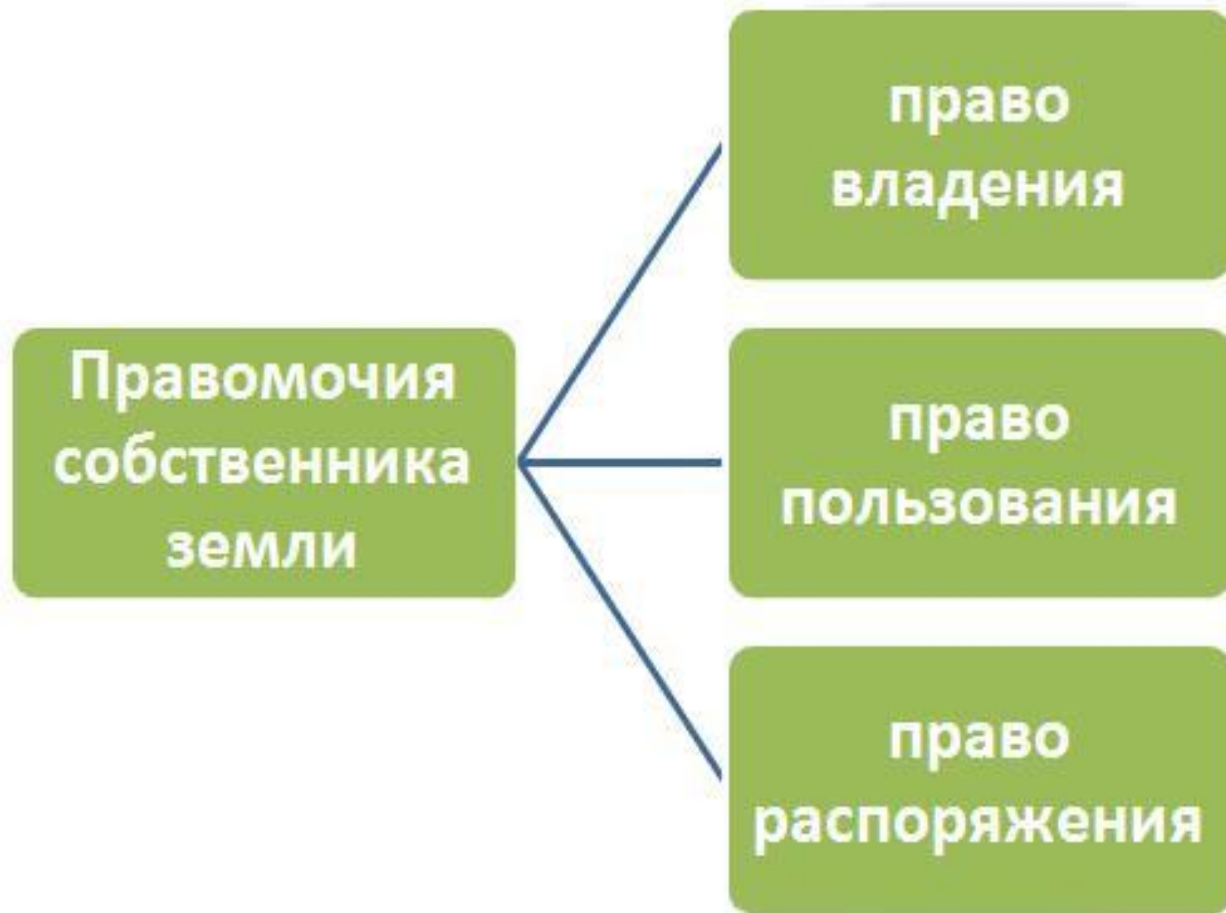 Правомочия
собственника
земли
право
владения
право
пользования
право
распоряжения